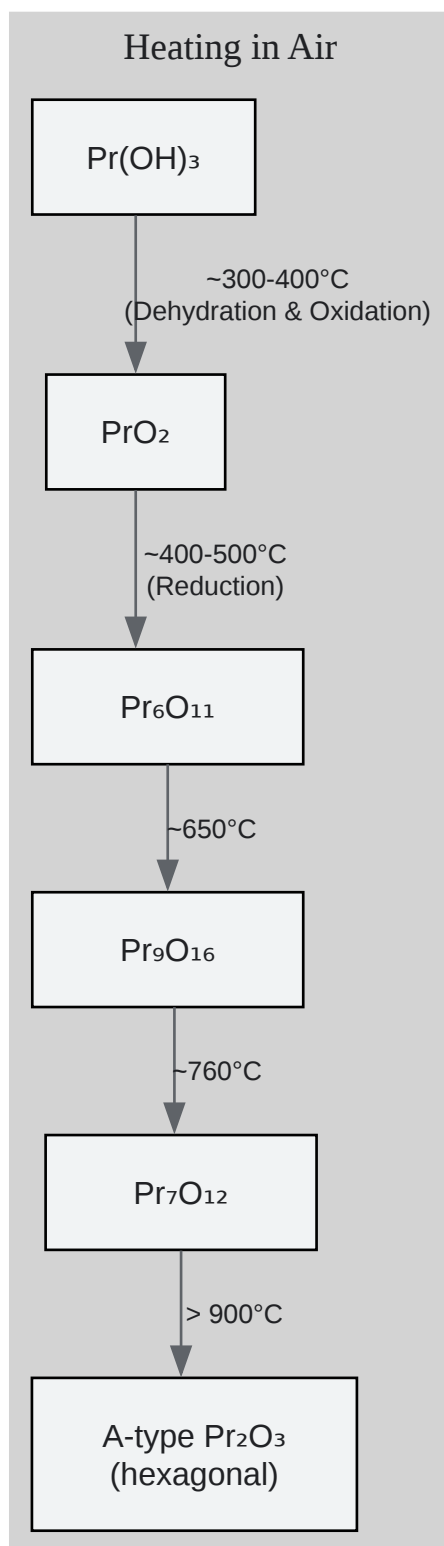 Heating in Air
Pr(OH)₃
~300-400°C
(Dehydration & Oxidation)
PrO₂
~400-500°C
(Reduction)
Pr₆O₁₁
~650°C
Pr₉O₁₆
~760°C
Pr₇O₁₂
> 900°C
A-type Pr₂O₃
(hexagonal)